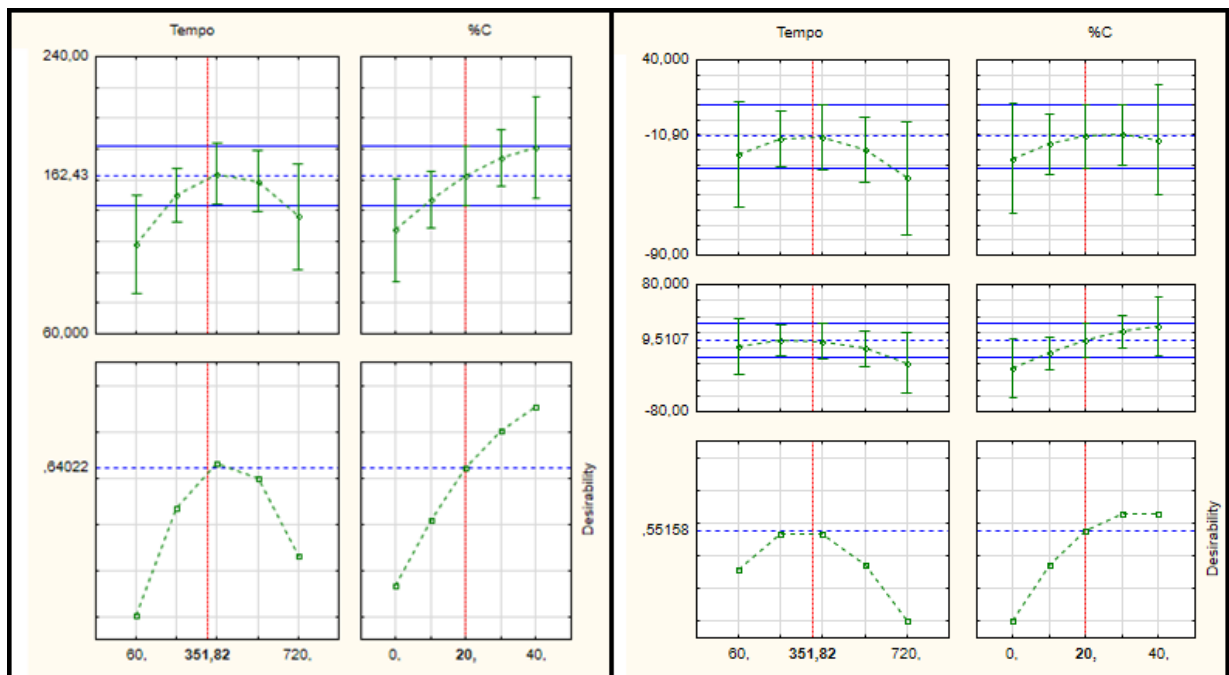 Tempo %C
240,00
162,43
60,000
,64022
Desirability
60, 351,82 720, 0, 20, 40,
Tempo %C
40,000
-10,90
-90,00
80,000
9,5107
-80,00
,55158
Desirability
60, 351,82 720, 0, 20, 40,